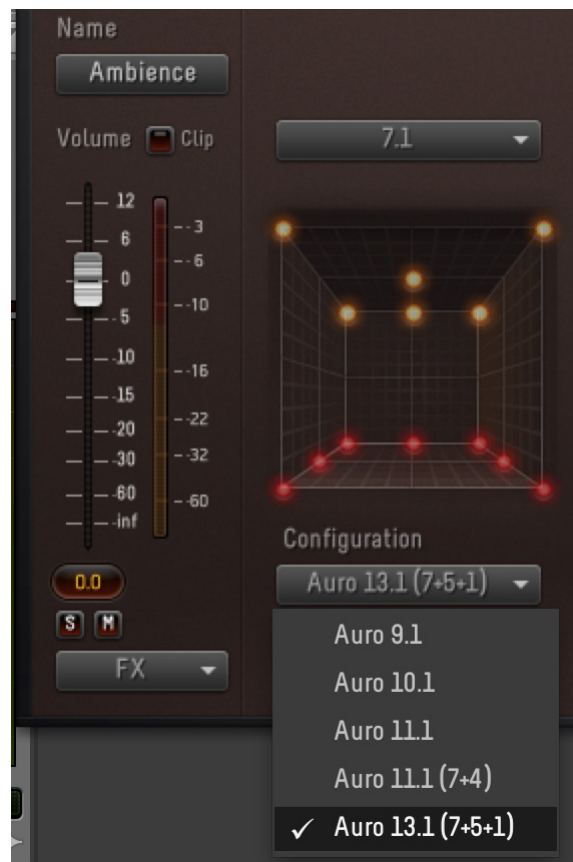 Name
Ambience
Volume Clip
7.1
12
6
0
-5
-10
-15
-20
-30
-60
-inf
-3
-6
-10
-16
-22
-32
-60
Configuration
0.0
Auro 13.1 (7+5+1)
S M
FX
Auro 9.1
Auro 10.1
Auro 11.1
Auro 11.1 (7+4)
✓ Auro 13.1 (7+5+1)